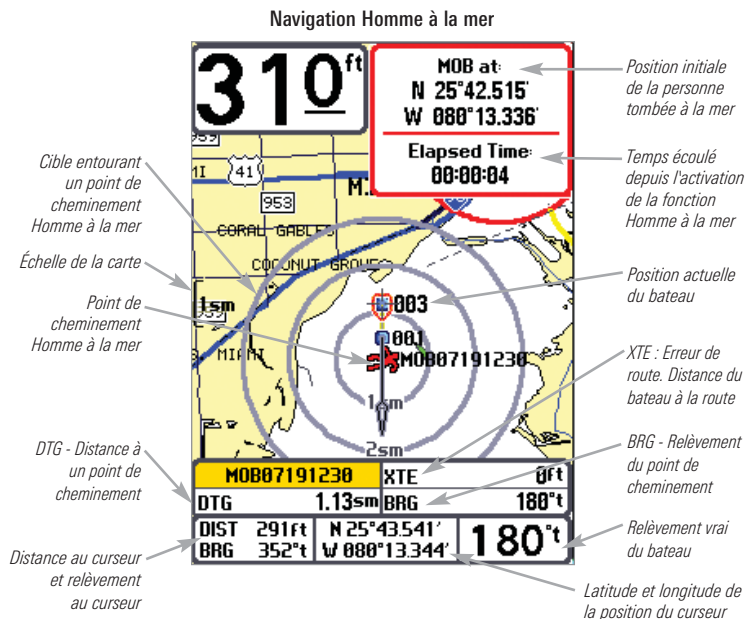 Navigation Homme à la mer
310 ft
MOB at:
N 25°42.515'
W 080°13.336'
Elapsed Time:
00:00:04
Position initiale
de la personne
tombée à la mer
Temps écoulé
depuis l'activation
de la fonction
Homme à la mer
Cible entourant
un point de
cheminement
Homme à la mer
Échelle de la carte
Point de
cheminement
Homme à la mer
Position actuelle
du bateau
XTE : Erreur de
route. Distance du
bateau à la route
BRG - Relèvement
du point de
cheminement
DTG - Distance à
un point de
cheminement
Relèvement vrai
du bateau
Distance au curseur
et relèvement
au curseur
Latitude et longitude de
la position du curseur
959
MI
41
953
CORAL GABLES
COCONUT GROVE
1sm
959
MIAMI
003
001
MOB07191230
1sm
2sm
MOB07191230
XTE 0ft
DTG 1.13sm
BRG 180°t
DIST 291ft
BRG 352°t
N 25°43.541'
W 080°13.344'
180°t